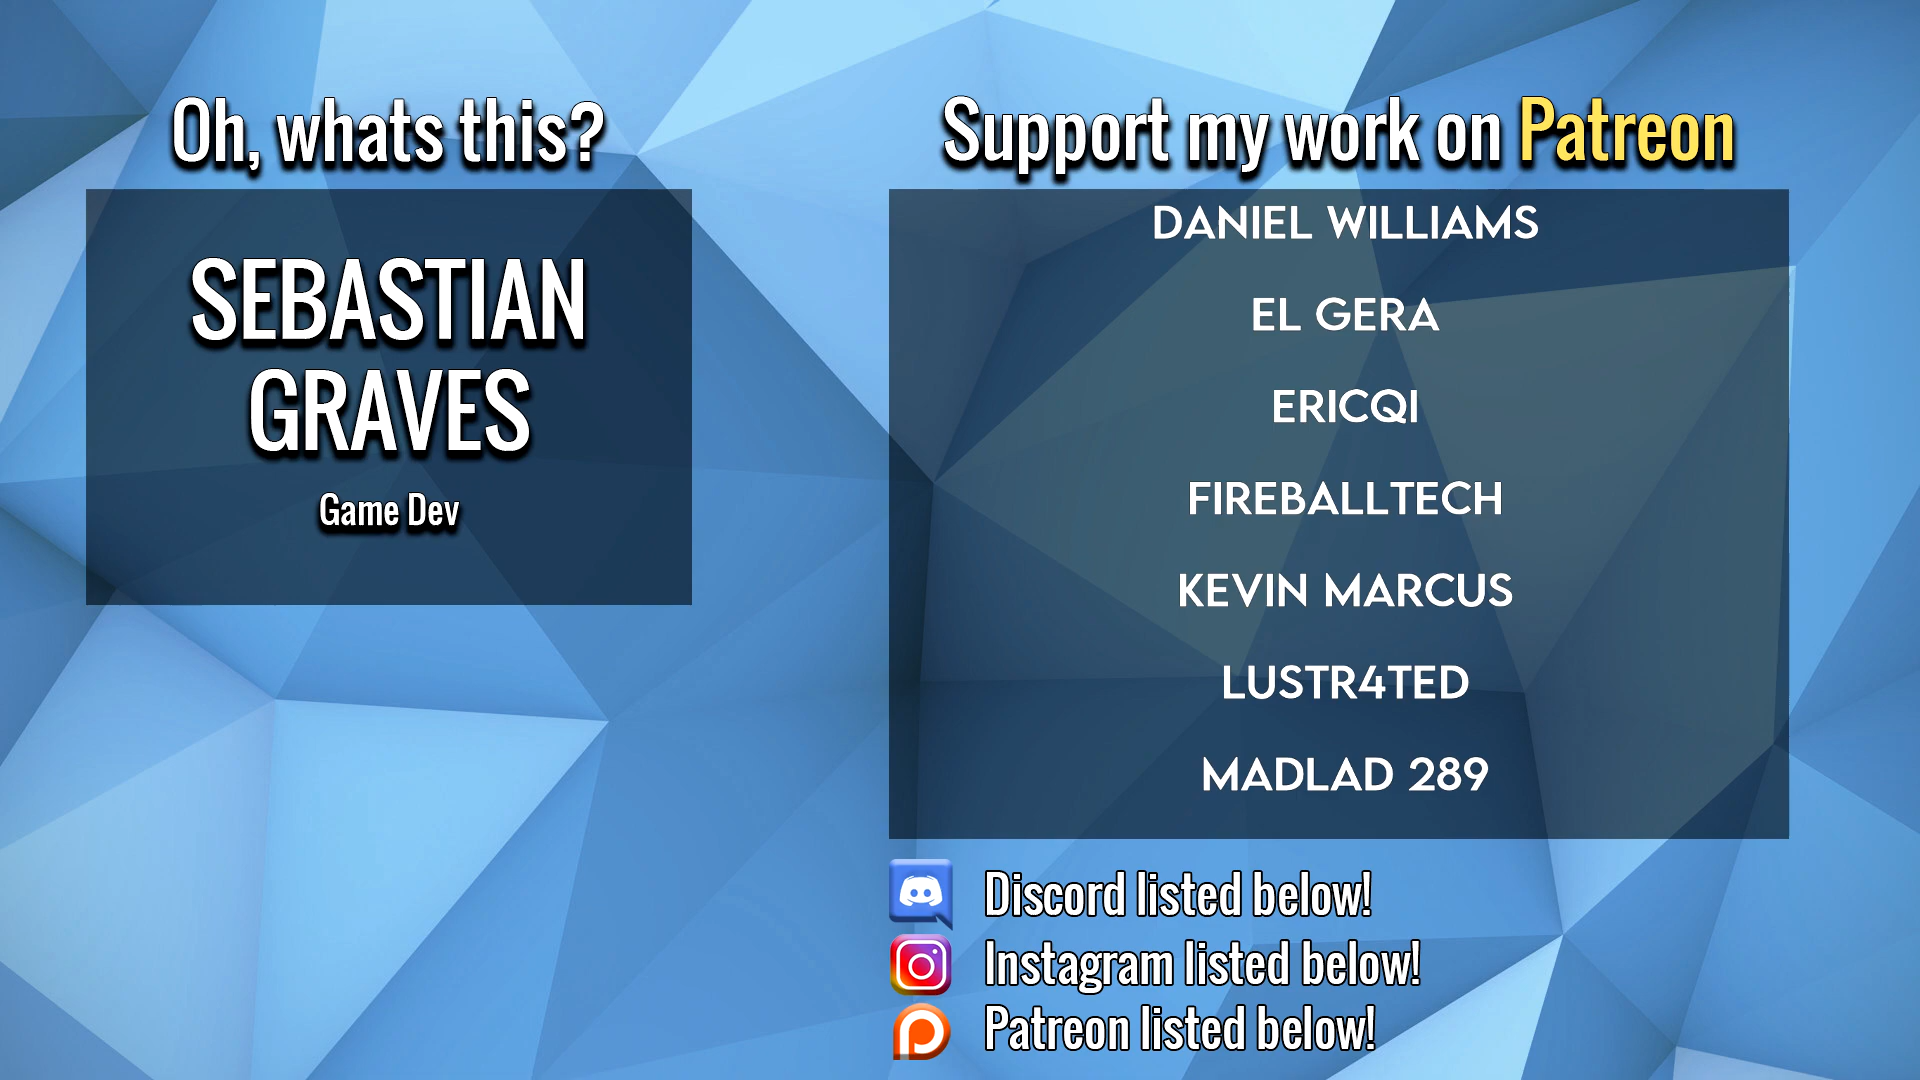 Oh, whats this?
SEBASTIAN
GRAVES
Game Dev
Support my work on Patreon
DANIEL WILLIAMS
EL GERA
ERICQI
FIREBALLTECH
KEVIN MARCUS
LUSTR4TED
MADLAD 289
Discord listed below!
Instagram listed below!
Patreon listed below!